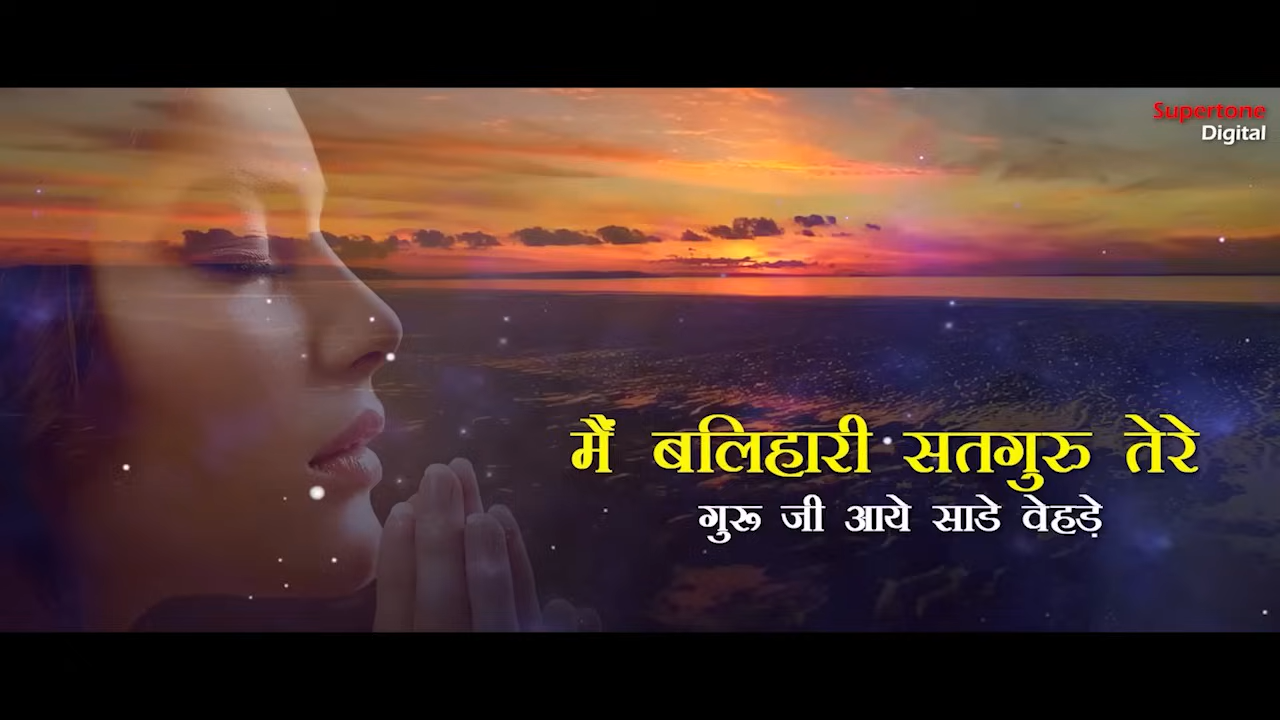 Supertone
Digital
मैं बलिहारी सतगुरु तेरे
गुरू जी आये साडे वेहड़े